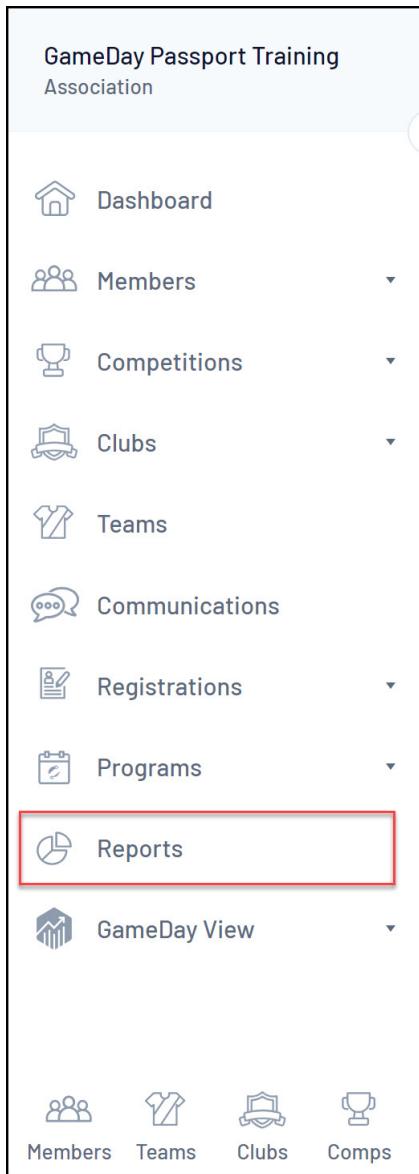 GameDay Passport Training
Association
Dashboard
Members
Competitions
Clubs
Teams
Communications
Registrations
Programs
Reports
GameDay View
Members Teams Clubs Comps